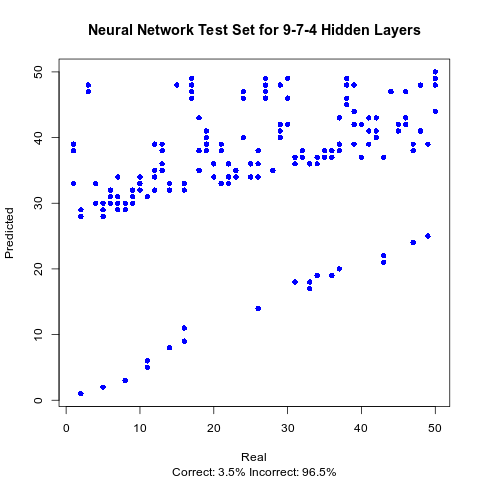 Neural Network Test Set for 9-7-4 Hidden Layers
Predicted
50
40
30
20
10
0
0 10 20 30 40 50
Real
Correct: 3.5% Incorrect: 96.5%